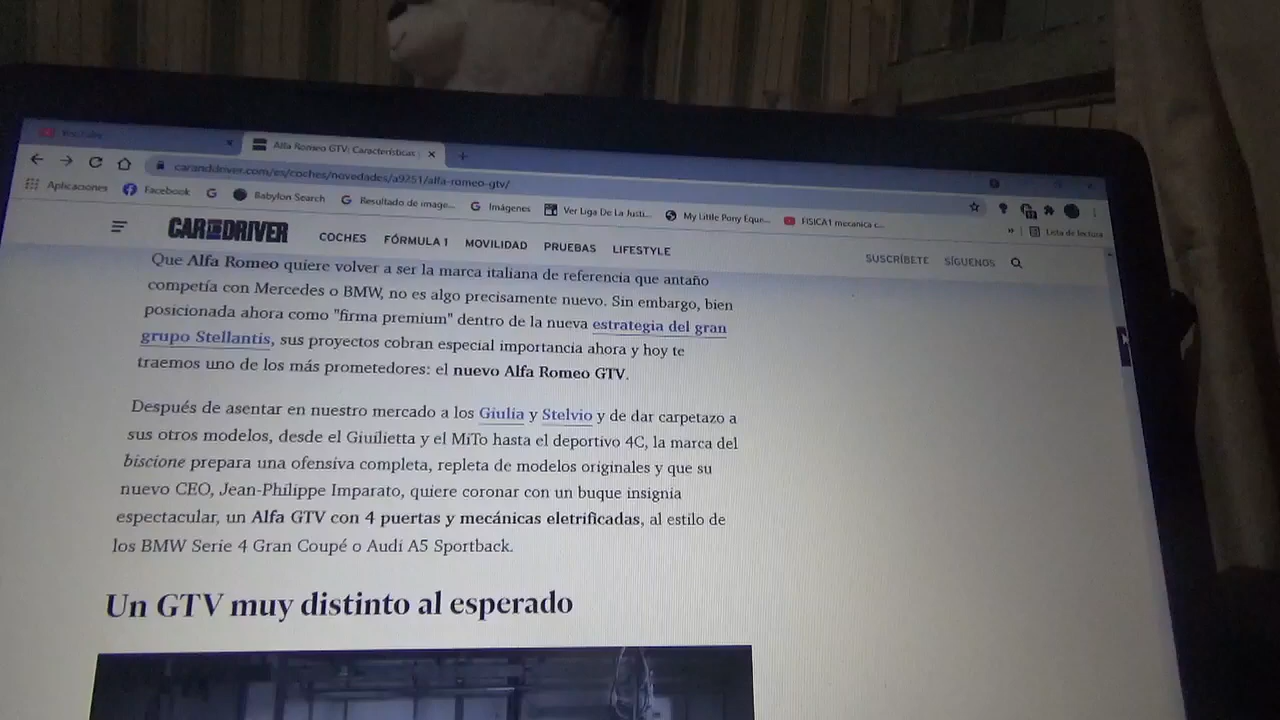 YouTube
Alfa Romeo GTV: Características
caranddriver.com/es/coches/novedades/a9251/alfa-romeo-gtv/
Aplicaciones Facebook Babylon Search Resultado de image... Imágenes Ver Liga De La Justi... My Little Pony Eque... FISICA1 mecanica c... » Lista de lectura
CAR AND DRIVER COCHES FÓRMULA 1 MOVILIDAD PRUEBAS LIFESTYLE SUSCRÍBETE SÍGUENOS
Que Alfa Romeo quiere volver a ser la marca italiana de referencia que antaño
competía con Mercedes o BMW, no es algo precisamente nuevo. Sin embargo, bien
posicionada ahora como "firma premium" dentro de la nueva estrategia del gran
grupo Stellantis, sus proyectos cobran especial importancia ahora y hoy te
traemos uno de los más prometedores: el nuevo Alfa Romeo GTV.
Después de asentar en nuestro mercado a los Giulia y Stelvio y de dar carpetazo a
sus otros modelos, desde el Giuilietta y el MiTo hasta el deportivo 4C, la marca del
biscione prepara una ofensiva completa, repleta de modelos originales y que su
nuevo CEO, Jean-Philippe Imparato, quiere coronar con un buque insignia
espectacular, un Alfa GTV con 4 puertas y mecánicas eletrificadas, al estilo de
los BMW Serie 4 Gran Coupé o Audi A5 Sportback.
Un GTV muy distinto al esperado